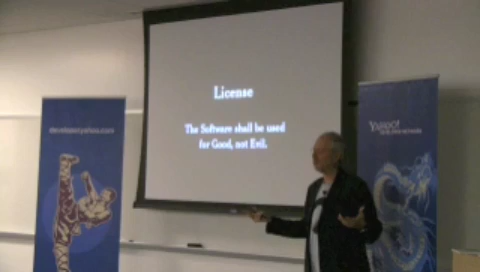 License
The Software shall be used
for Good, not Evil.
developer.yahoo.com
YAHOO!